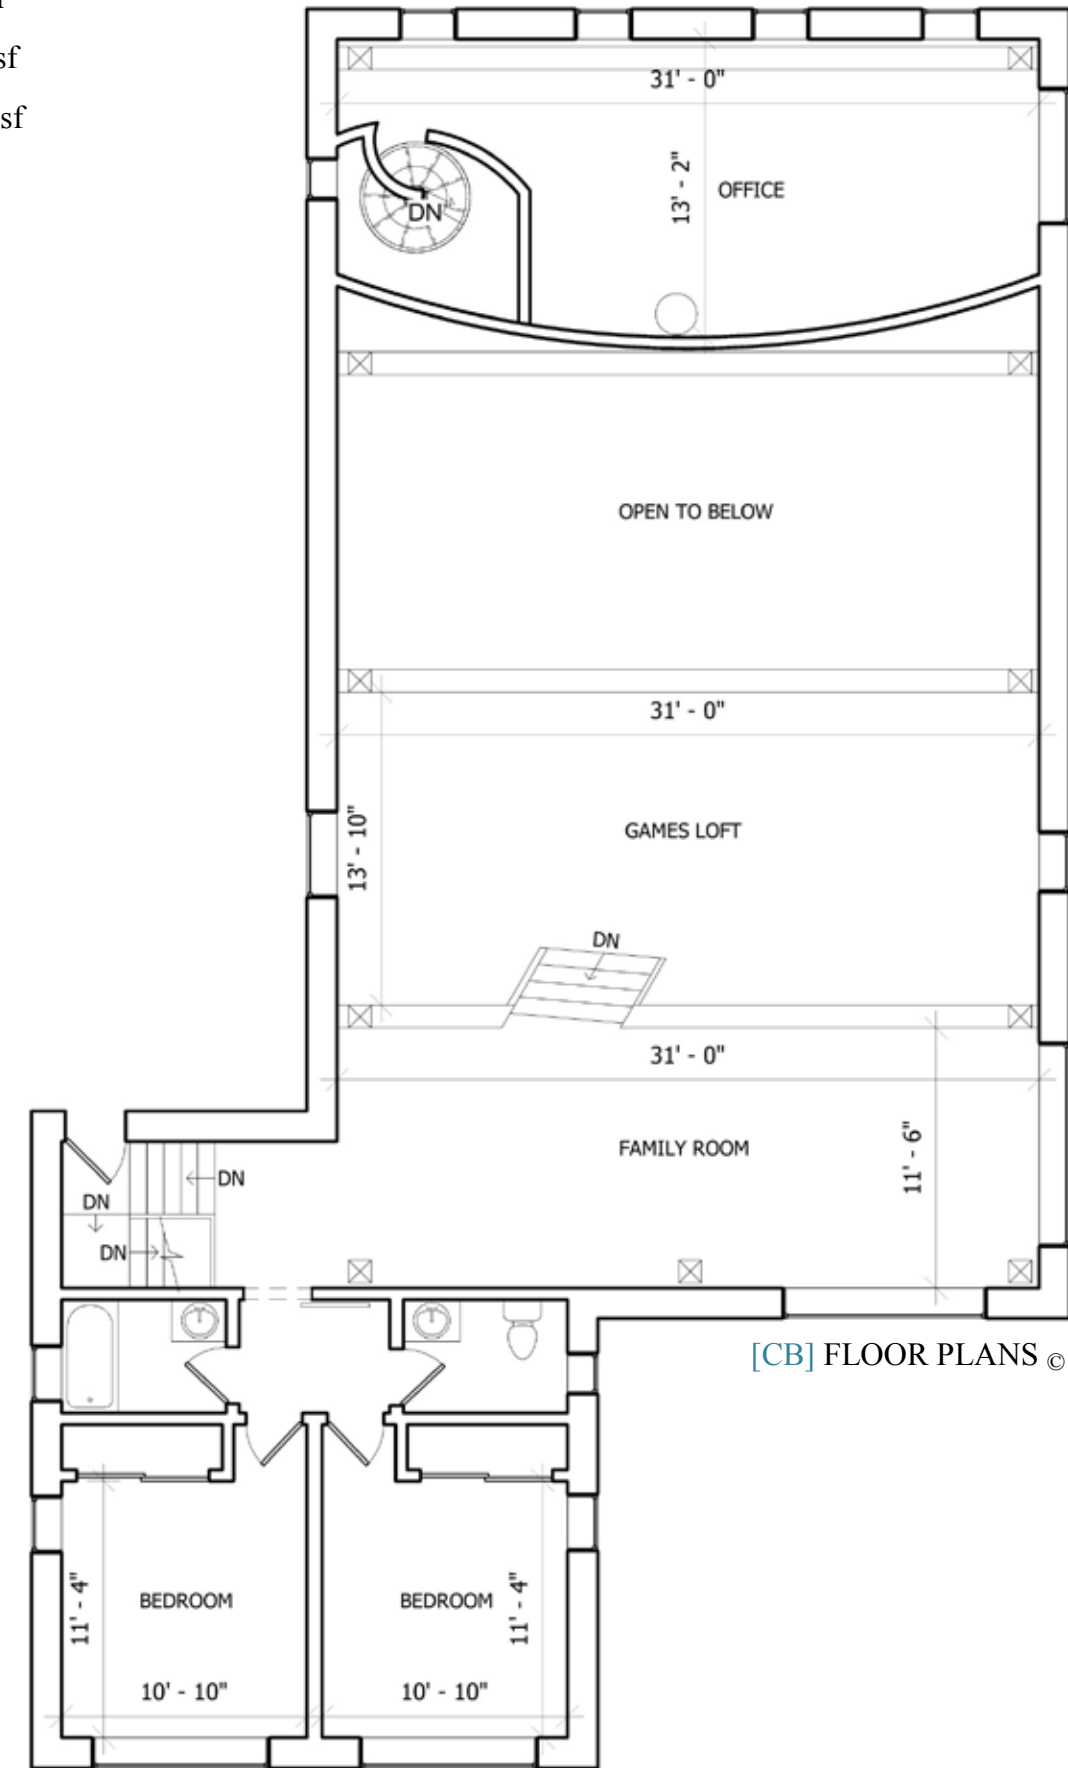 sf
sf
31' - 0"
13' - 2"
OFFICE
DN
OPEN TO BELOW
31' - 0"
13' - 10"
GAMES LOFT
DN
31' - 0"
FAMILY ROOM
11' - 6"
DN
DN
DN
[CB] FLOOR PLANS ©
BEDROOM
BEDROOM
11' - 4"
11' - 4"
10' - 10"
10' - 10"